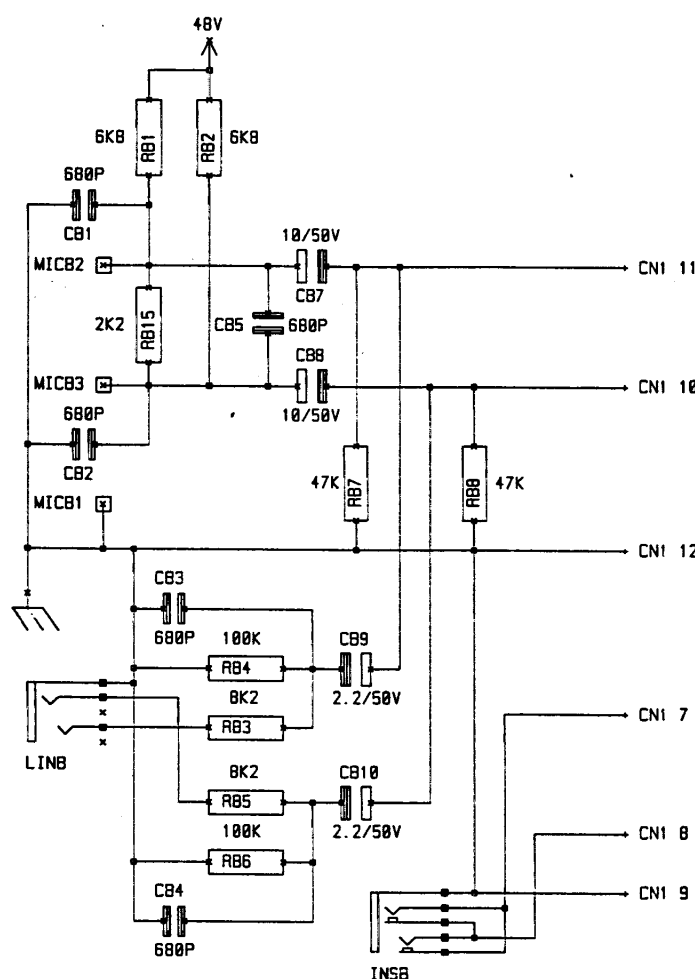 48V
6K8 RB1 RB2 6K8
680P
CB1
10/50V
MICB2 CN1 11
CB7
2K2 RB15 CB5 680P
CB8
MICB3 CN1 10
680P 10/50V
CB2
47K RB7 RB8 47K
MICB1
CN1 12
CB3
680P 100K CB9
RB4
8K2 2.2/50V
RB3 CN1 7
LINB
8K2 CB10
RB5
100K 2.2/50V CN1 8
RB6
CB4 CN1 9
680P
INSB